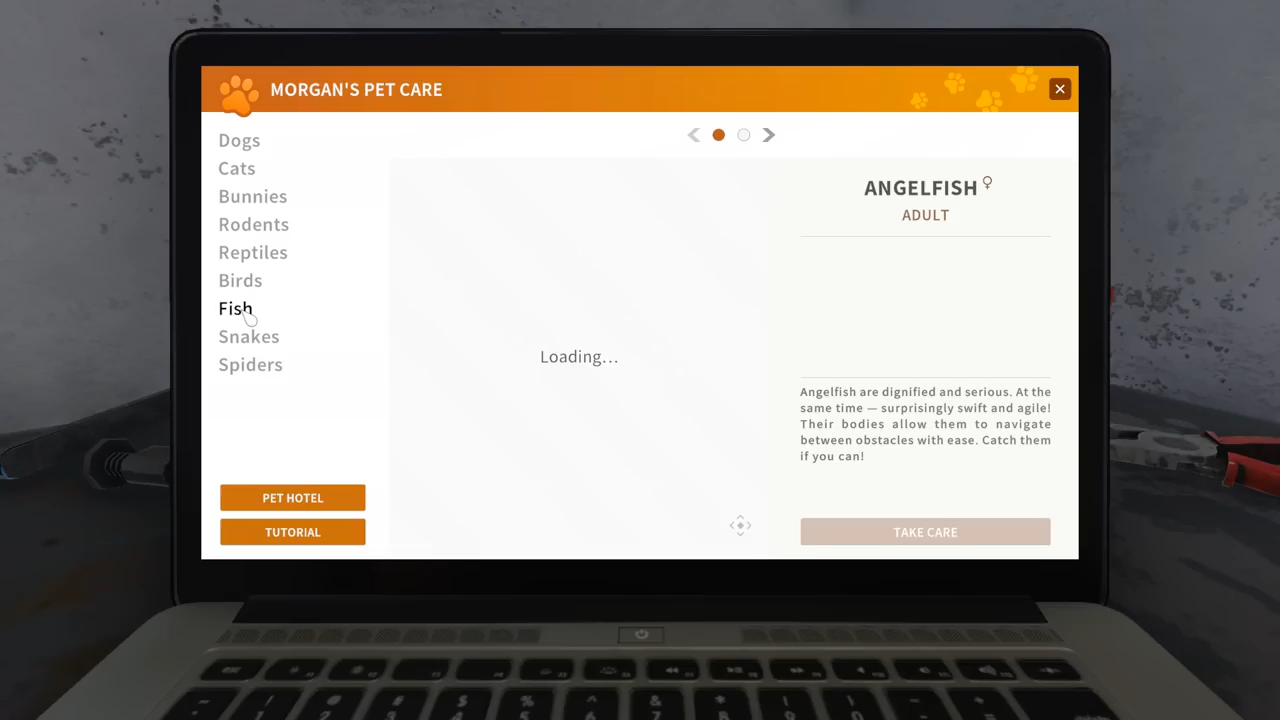 MORGAN'S PET CARE
Dogs
Cats
Bunnies
Rodents
Reptiles
Birds
Fish
Snakes
Spiders
PET HOTEL
TUTORIAL
Loading...
ANGELFISH♀
ADULT
Angelfish are dignified and serious. At the
same time — surprisingly swift and agile!
Their bodies allow them to navigate
between obstacles with ease. Catch them
if you can!
TAKE CARE